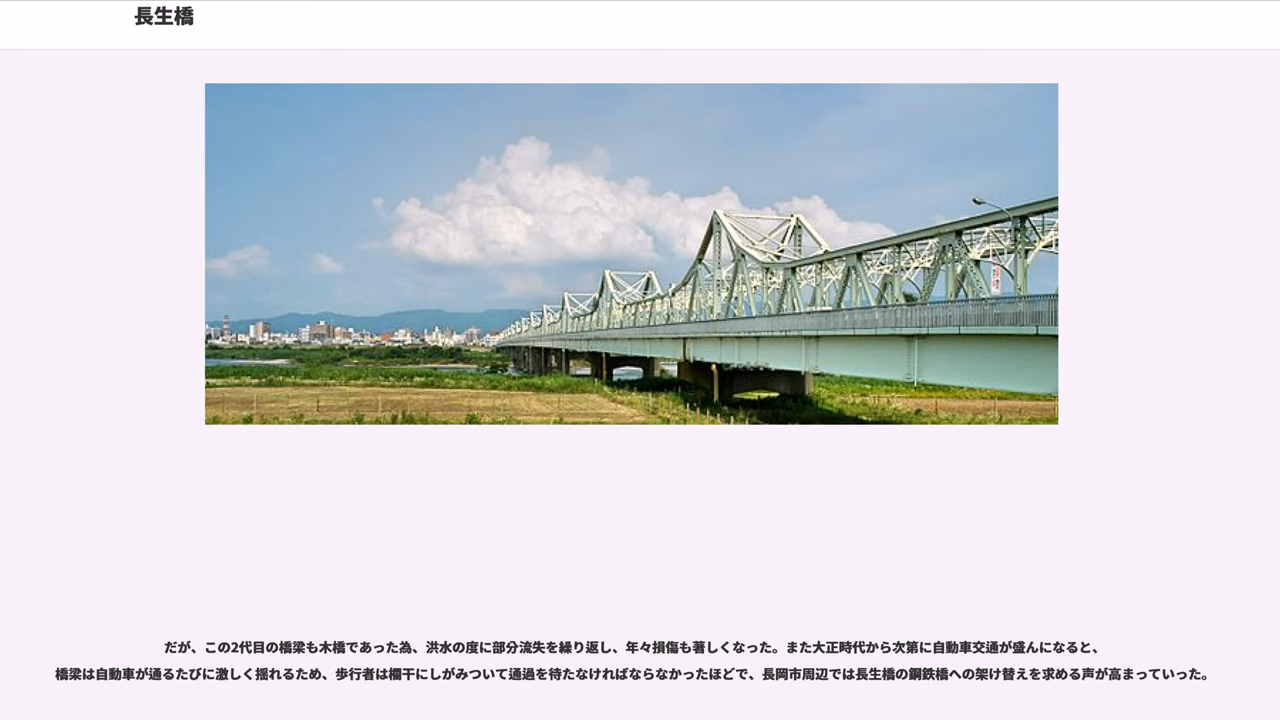 長生橋
だが、この2代目の橋梁も木橋であった為、洪水の度に部分流失を繰り返し、年々損傷も著しくなった。また大正時代から次第に自動車交通が盛んになると、
橋梁は自動車が通るたびに激しく揺れるため、歩行者は欄干にしがみついて通過を待たなければならなかったほどで、長岡市周辺では長生橋の鋼鉄橋への架け替えを求める声が高まっていった。